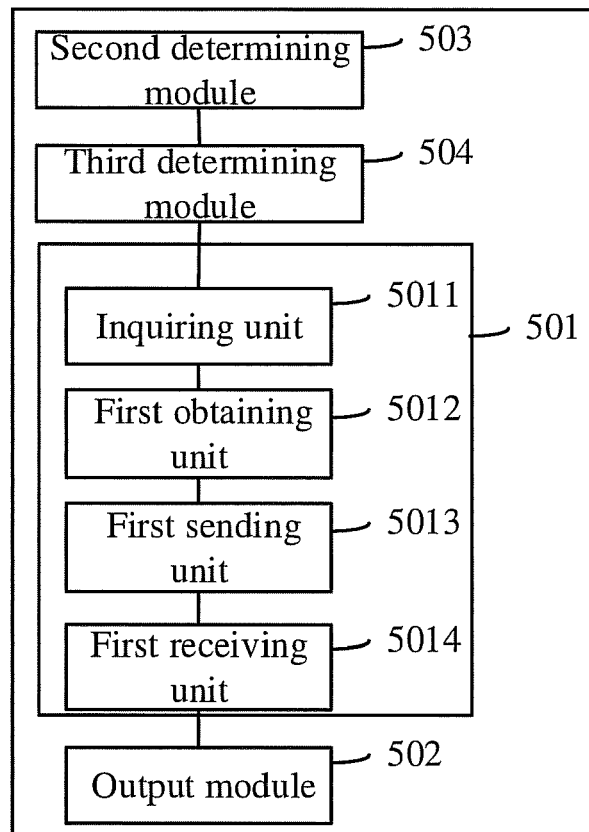 Second determining
module
503
Third determining
module
504
Inquiring unit
5011
501
First obtaining
unit
5012
First sending
unit
5013
First receiving
unit
5014
Output module
502